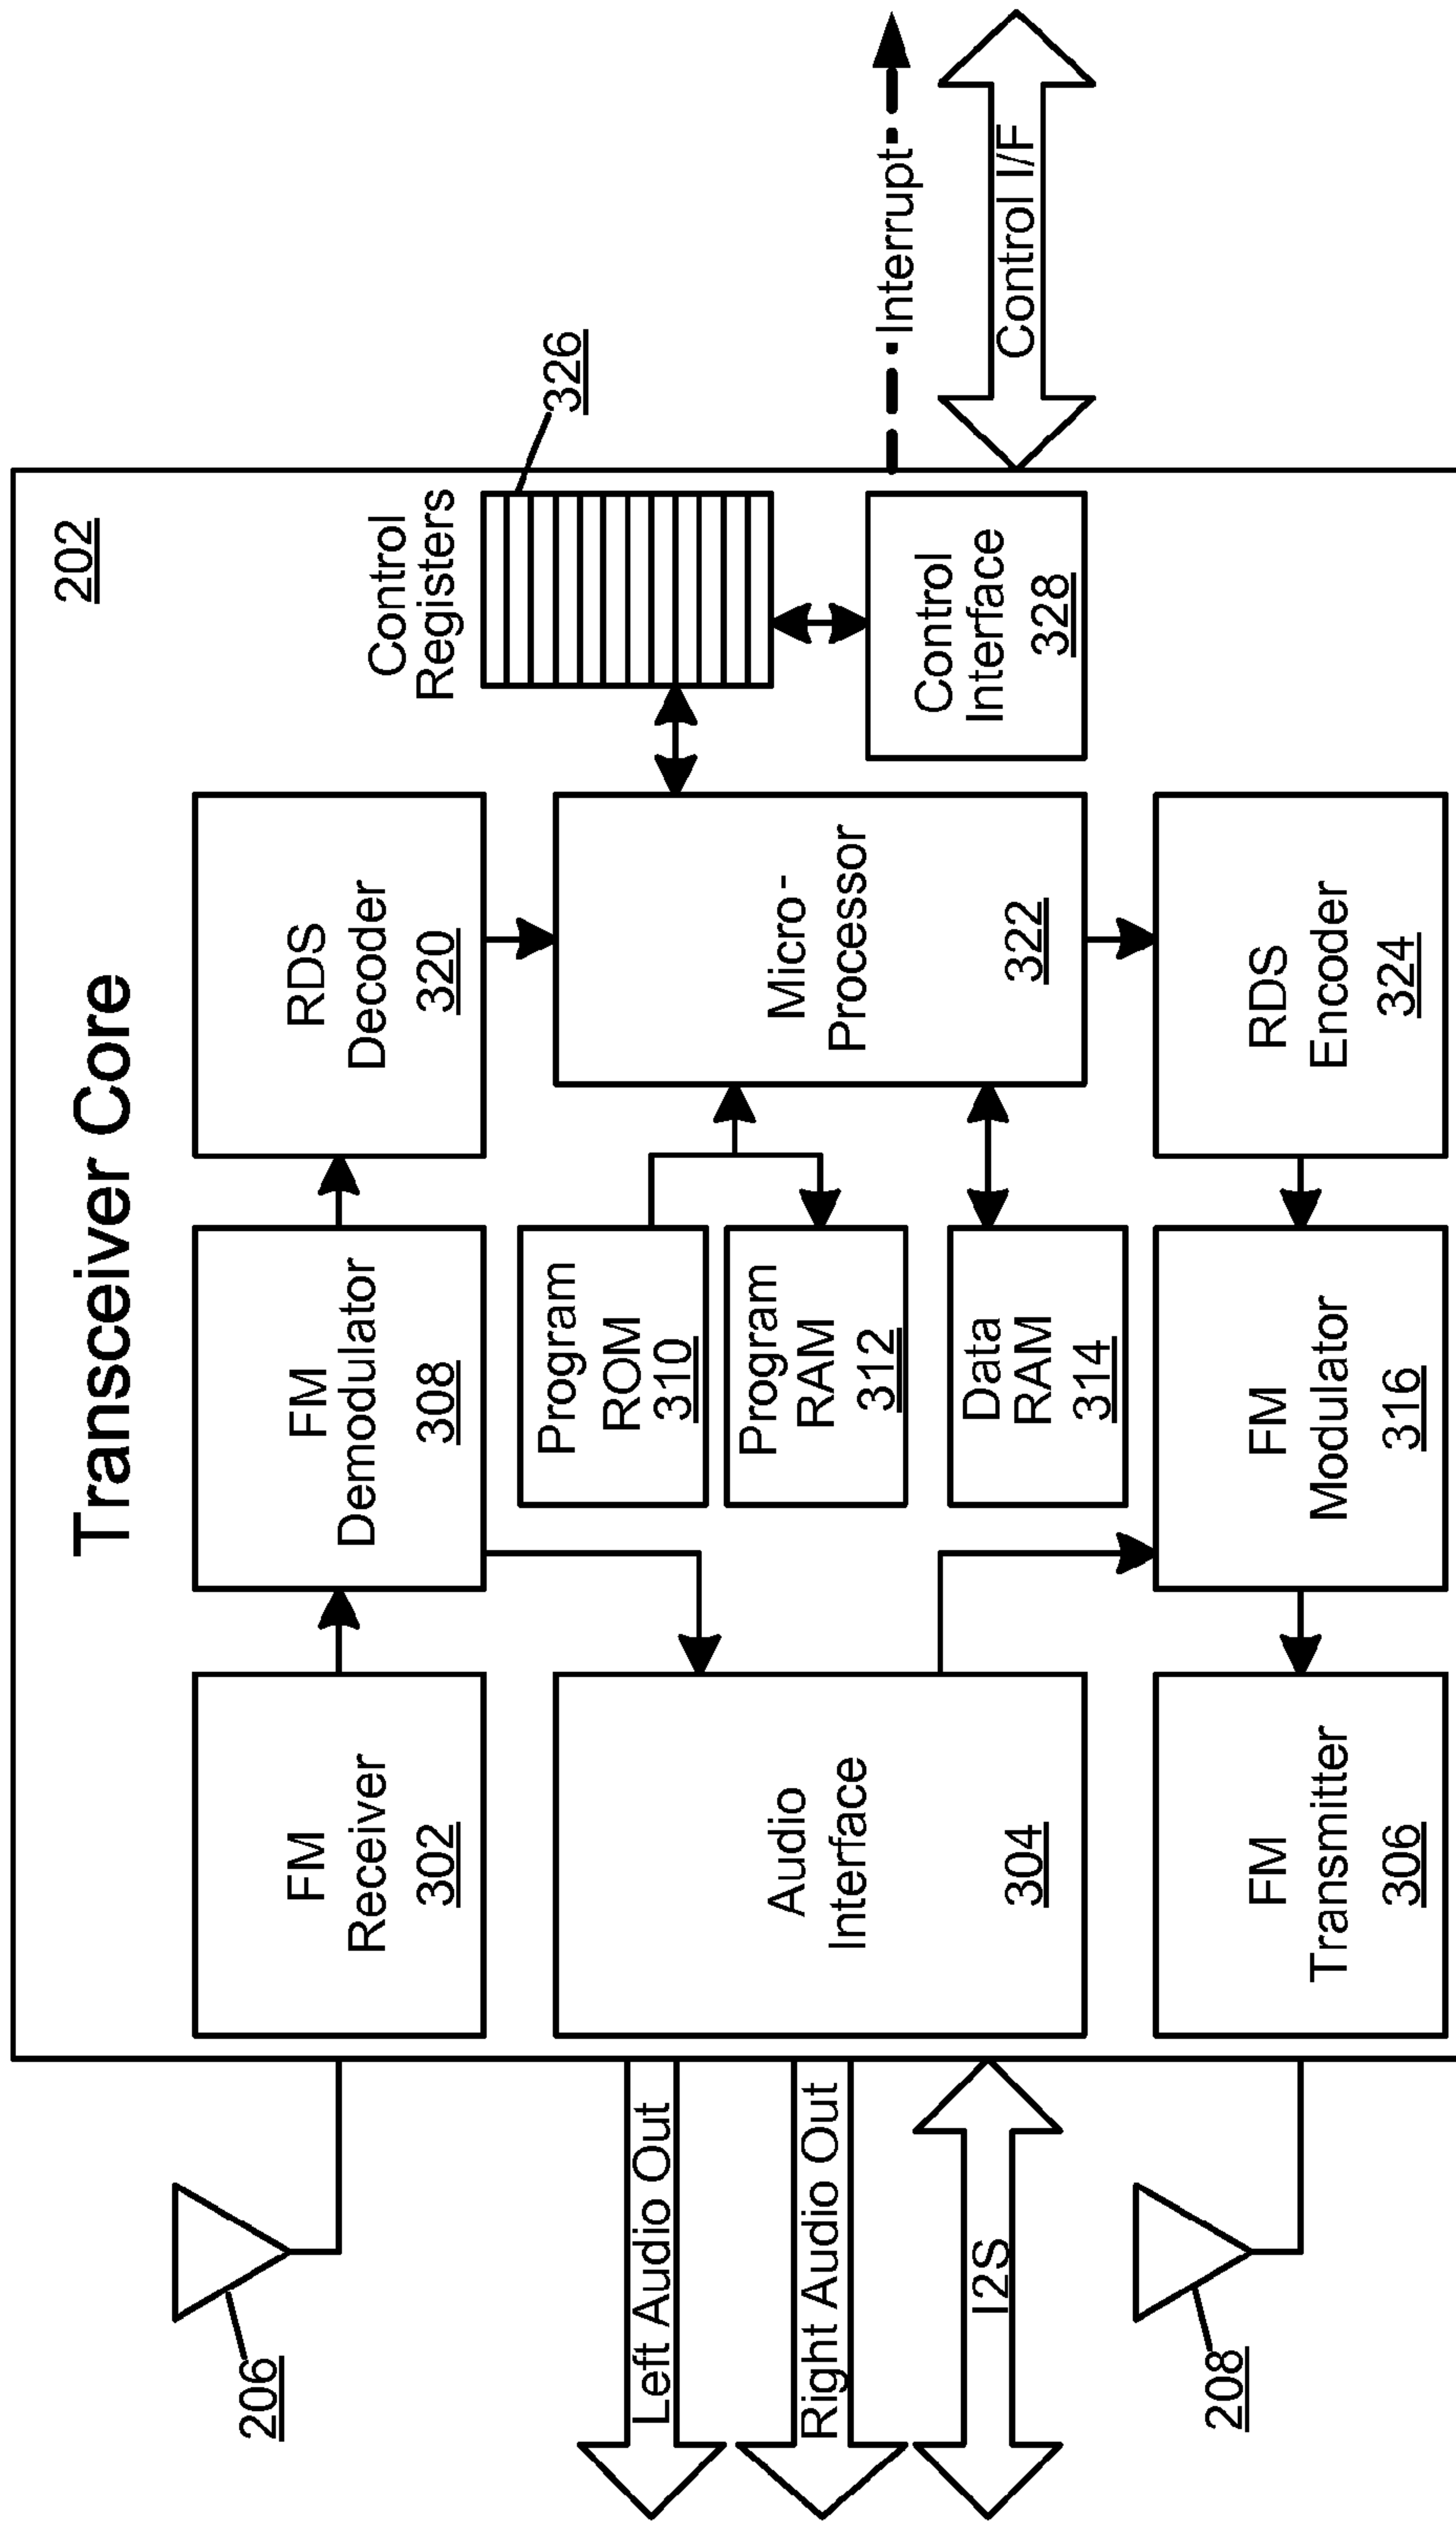 Transceiver Core
202
206
FM
Receiver
302
FM
Demodulator
308
RDS
Decoder
320
Control
Registers
326
Left Audio Out
Right Audio Out
I2S
Audio
Interface
304
Program
ROM
310
Program
RAM
312
Data
RAM
314
Micro-
Processor
322
Control
Interface
328
Interrupt
Control I/F
208
FM
Transmitter
306
FM
Modulator
316
RDS
Encoder
324